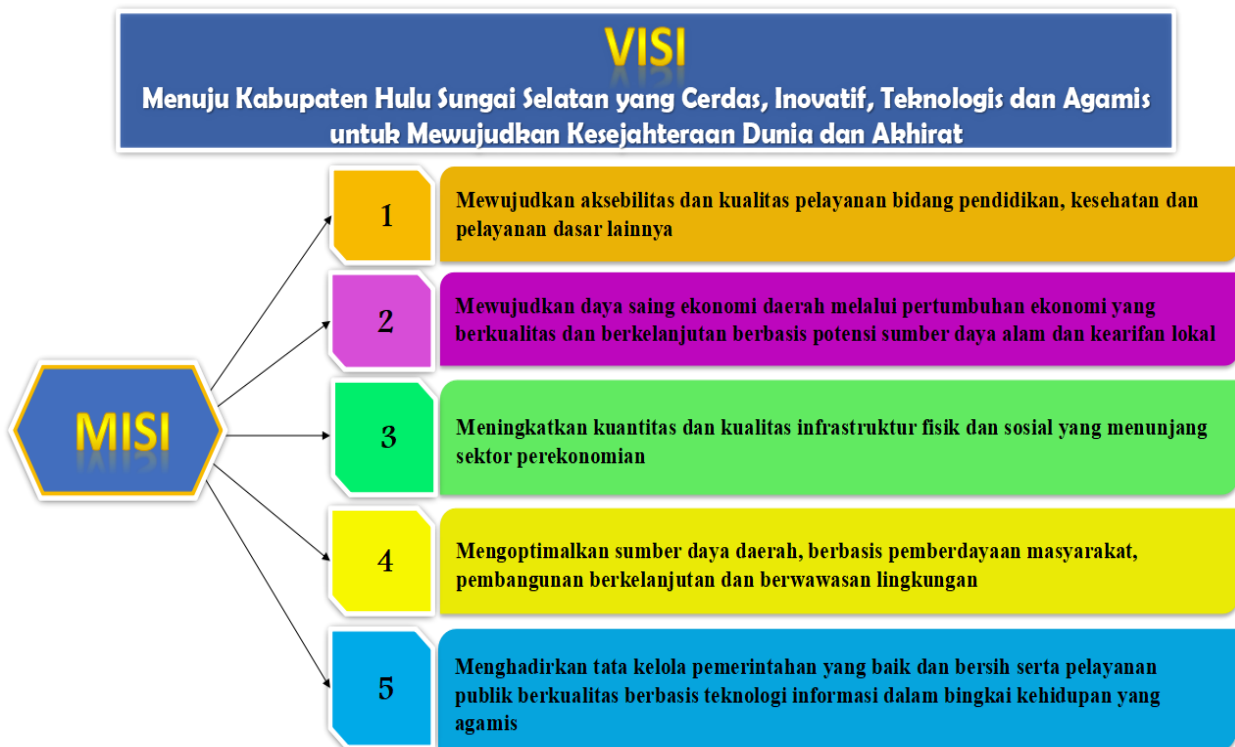 VISI
Menuju Kabupaten Hulu Sungai Selatan yang Cerdas, Inovatif, Teknologis dan Agamis
untuk Mewujudkan Kesejahteraan Dunia dan Akhirat
MISI
1
Mewujudkan aksebilitas dan kualitas pelayanan bidang pendidikan, kesehatan dan
pelayanan dasar lainnya
2
Mewujudkan daya saing ekonomi daerah melalui pertumbuhan ekonomi yang
berkualitas dan berkelanjutan berbasis potensi sumber daya alam dan kearifan lokal
3
Meningkatkan kuantitas dan kualitas infrastruktur fisik dan sosial yang menunjang
sektor perekonomian
4
Mengoptimalkan sumber daya daerah, berbasis pemberdayaan masyarakat,
pembangunan berkelanjutan dan berwawasan lingkungan
5
Menghadirkan tata kelola pemerintahan yang baik dan bersih serta pelayanan
publik berkualitas berbasis teknologi informasi dalam bingkai kehidupan yang
agamis